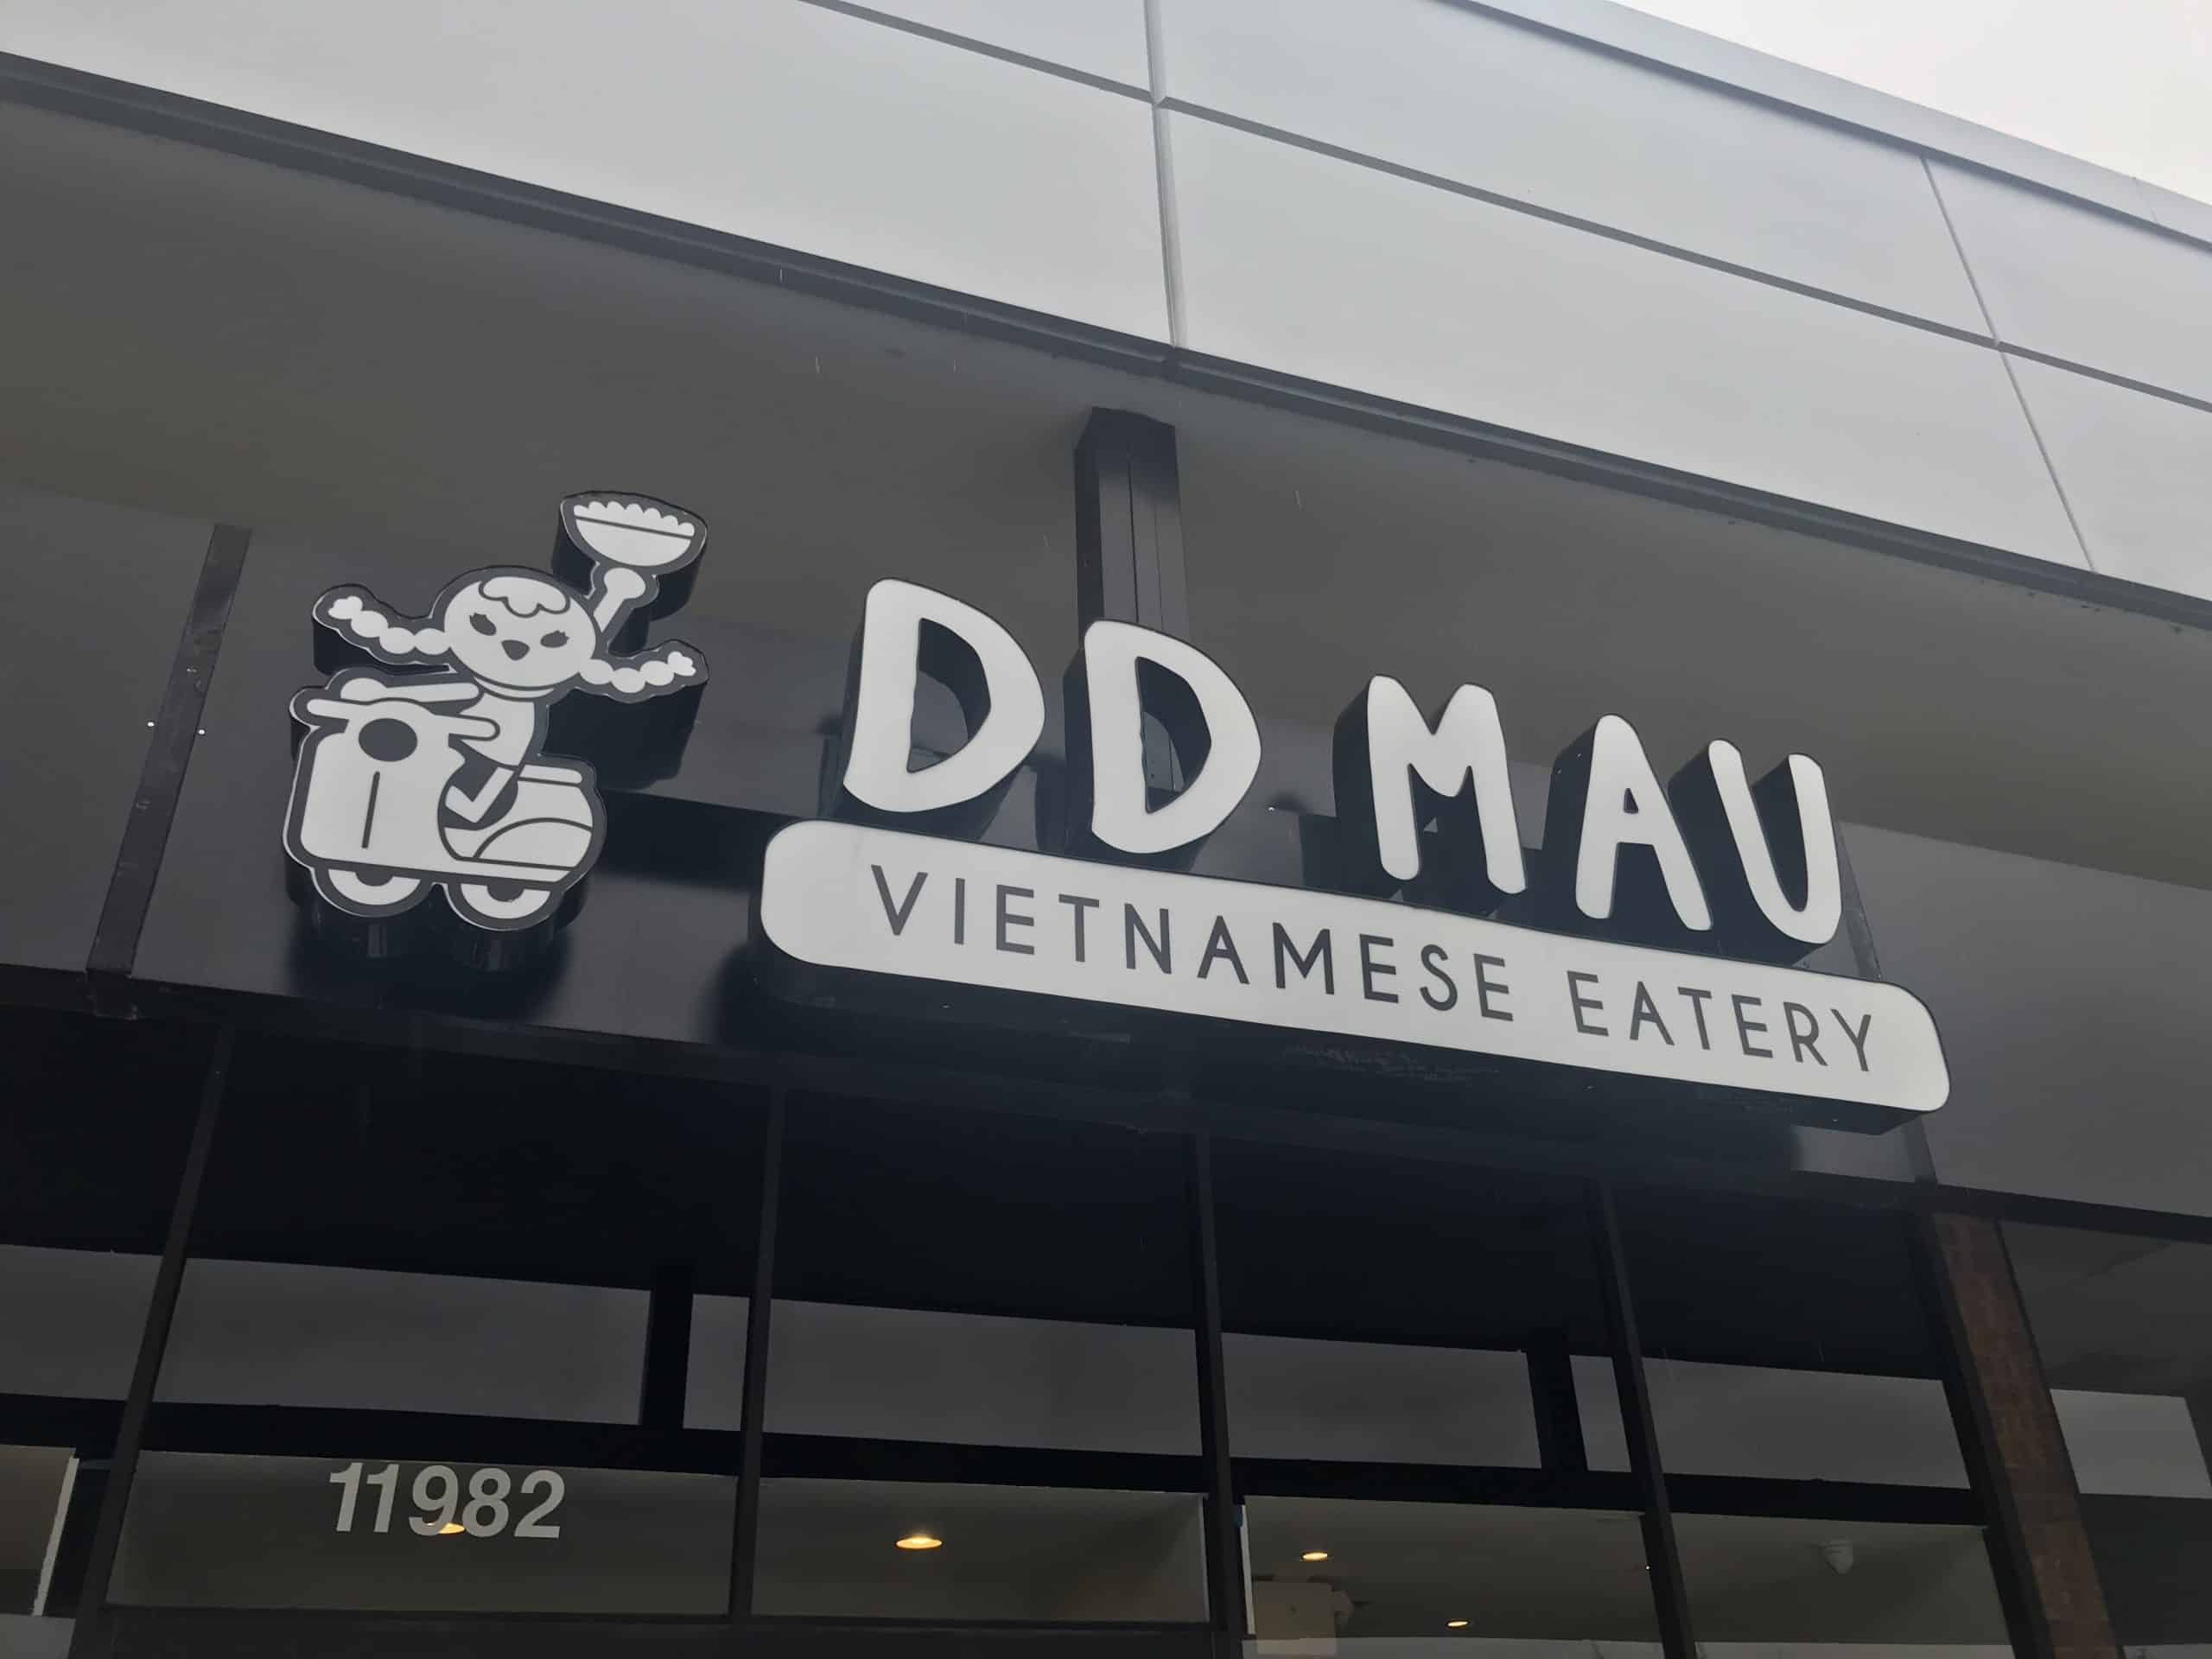 DD MAU
VIETNAMESE EATERY
11982